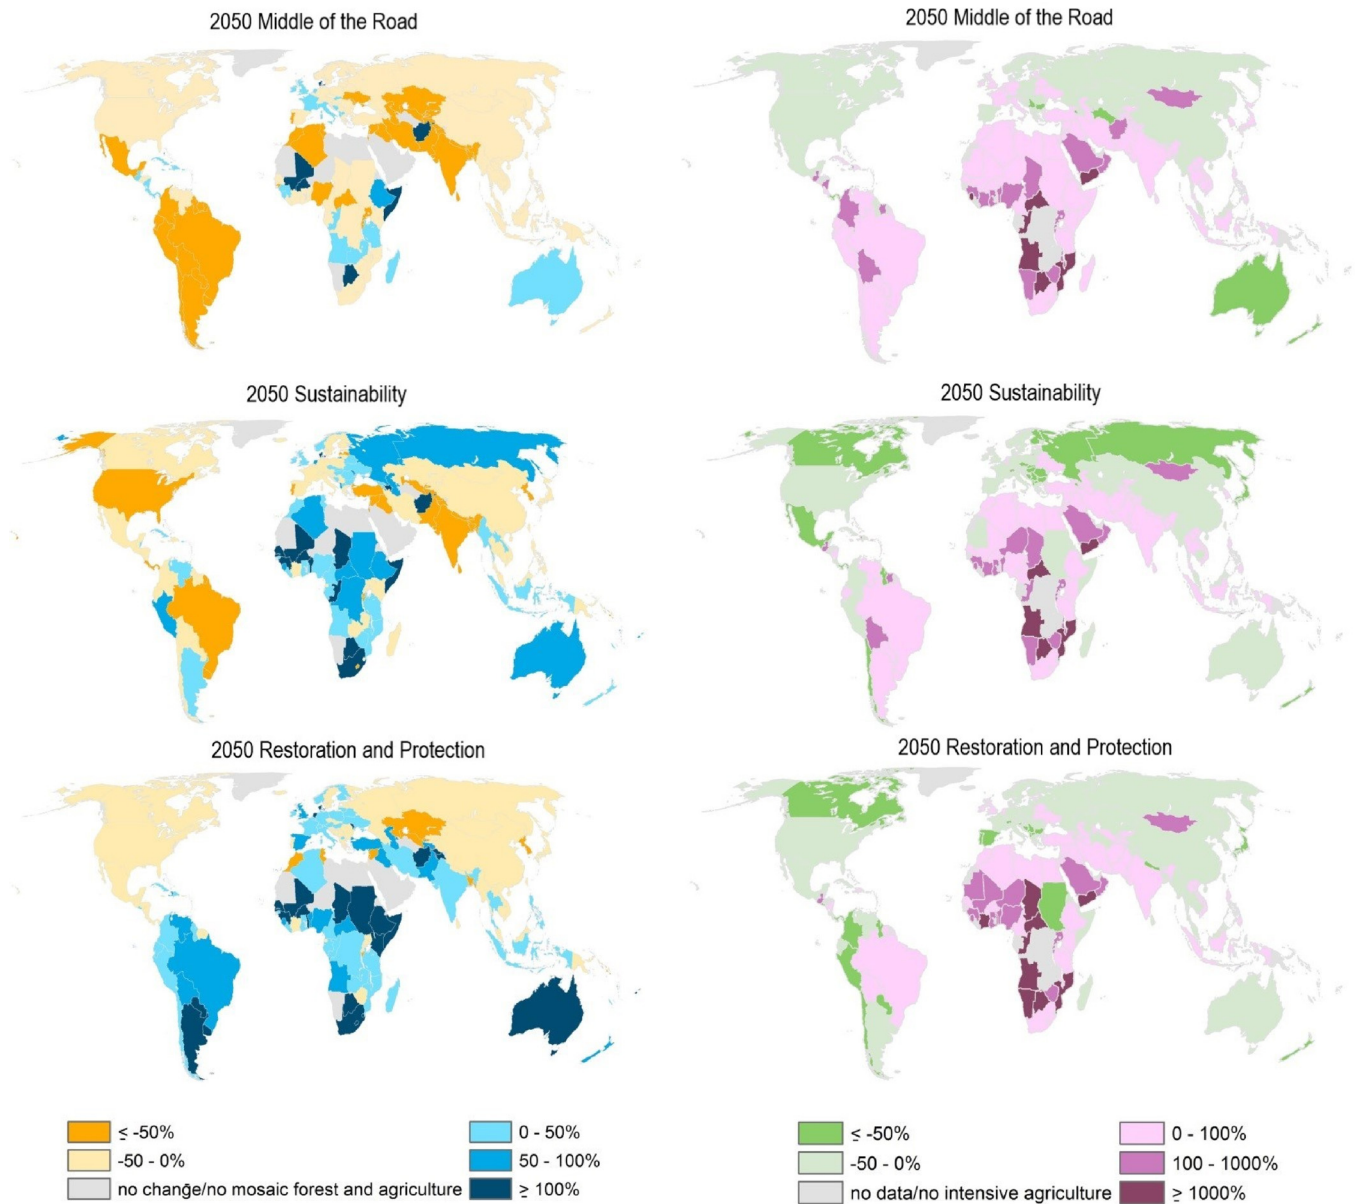 2050 Middle of the Road
2050 Middle of the Road
2050 Sustainability
2050 Sustainability
2050 Restoration and Protection
2050 Restoration and Protection
≤ -50%
0 - 50%
-50 - 0%
50 - 100%
no change/no mosaic forest and agriculture
≥ 100%
≤ -50%
0 - 100%
-50 - 0%
100 - 1000%
no data/no intensive agriculture
≥ 1000%